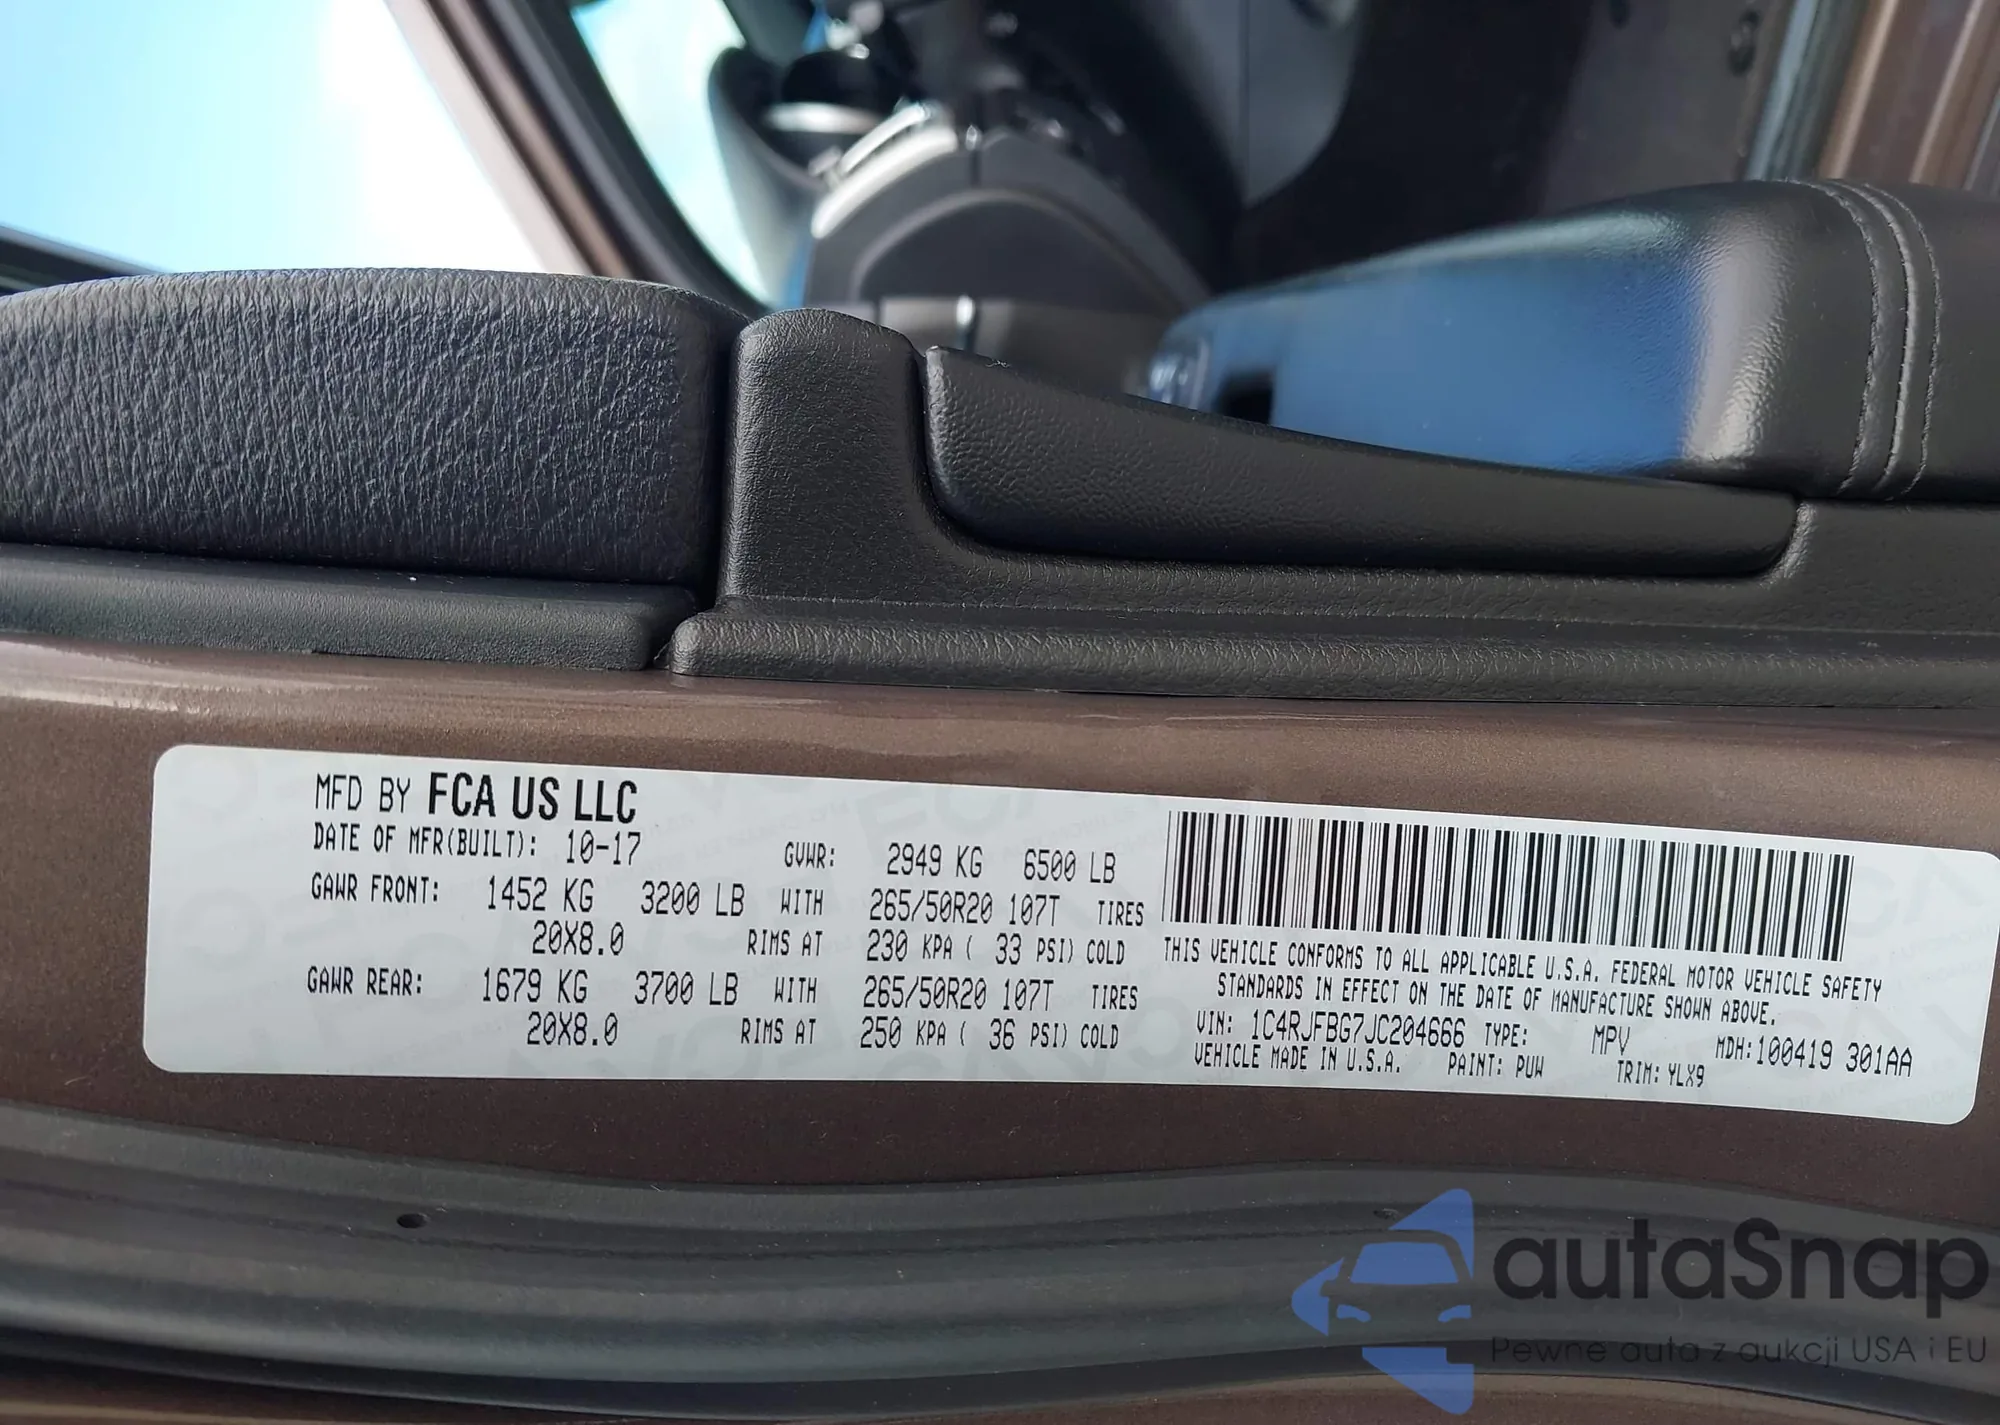 MFD BY FCA US LLC
DATE OF MFR(BUILT): 10-17 GVWR: 2949 KG 6500 LB
GAWR FRONT: 1452 KG 3200 LB WITH 265/50R20 107T TIRES
20X8.0 RIMS AT 230 KPA ( 33 PSI) COLD
GAWR REAR: 1679 KG 3700 LB WITH 265/50R20 107T TIRES
20X8.0 RIMS AT 250 KPA ( 36 PSI) COLD
THIS VEHICLE CONFORMS TO ALL APPLICABLE U.S.A. FEDERAL MOTOR VEHICLE SAFETY
STANDARDS IN EFFECT ON THE DATE OF MANUFACTURE SHOWN ABOVE.
VIN: 1C4RJFBG7JC204666 TYPE: MPV MDH:100419 301AA
VEHICLE MADE IN U.S.A. PAINT: PUW TRIM: YLX9
autaSnap
Pewne auta z aukcji USA i EU